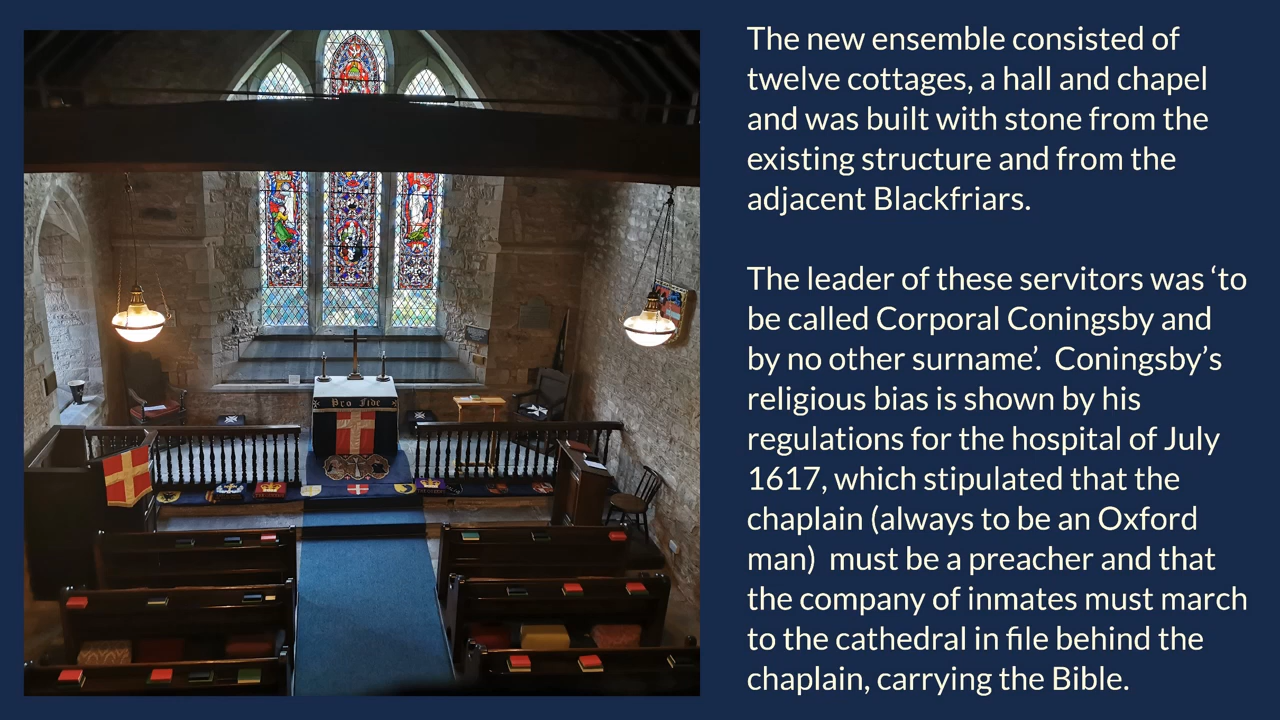 Pro Fide
The new ensemble consisted of
twelve cottages, a hall and chapel
and was built with stone from the
existing structure and from the
adjacent Blackfriars.
The leader of these servitors was ‘to
be called Corporal Coningsby and
by no other surname’.  Coningsby’s
religious bias is shown by his
regulations for the hospital of July
1617, which stipulated that the
chaplain (always to be an Oxford
man)  must be a preacher and that
the company of inmates must march
to the cathedral in file behind the
chaplain, carrying the Bible.